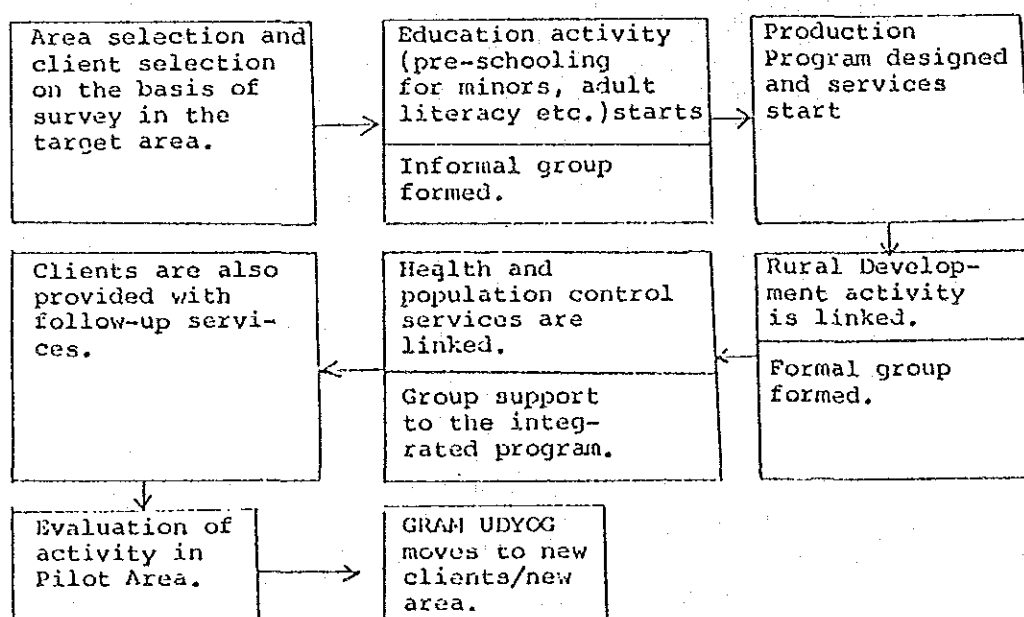 Area selection and
client selection
on the basis of
survey in the
target area.
Education activity
(pre-schooling
for minors, adult
literacy etc.)starts
Informal group
formed.
Production
Program designed
and services
start
Rural Develop-
ment activity
is linked.
Formal group
formed.
Health and
population control
services are
linked.
Group support
to the integ-
rated program.
Clients are also
provided with
follow-up servi-
ces.
Evaluation of
activity in
Pilot Area.
GRAM UDYOG
moves to new
clients/new
area.